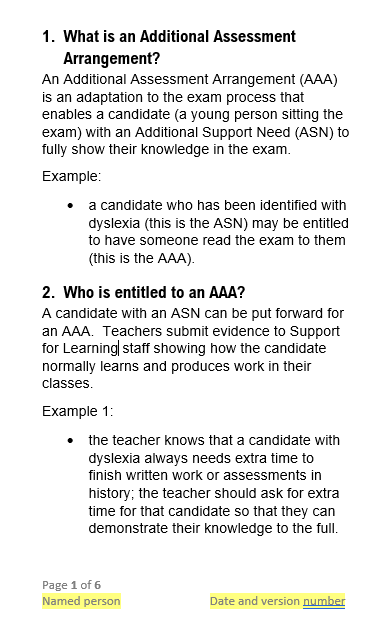 1. What is an Additional Assessment
Arrangement?
An Additional Assessment Arrangement (AAA)
is an adaptation to the exam process that
enables a candidate (a young person sitting the
exam) with an Additional Support Need (ASN) to
fully show their knowledge in the exam.
Example:
• a candidate who has been identified with
dyslexia (this is the ASN) may be entitled
to have someone read the exam to them
(this is the AAA).
2. Who is entitled to an AAA?
A candidate with an ASN can be put forward for
an AAA. Teachers submit evidence to Support
for Learning staff showing how the candidate
normally learns and produces work in their
classes.
Example 1:
• the teacher knows that a candidate with
dyslexia always needs extra time to
finish written work or assessments in
history; the teacher should ask for extra
time for that candidate so that they can
demonstrate their knowledge to the full.
Page 1 of 6
Named person Date and version number